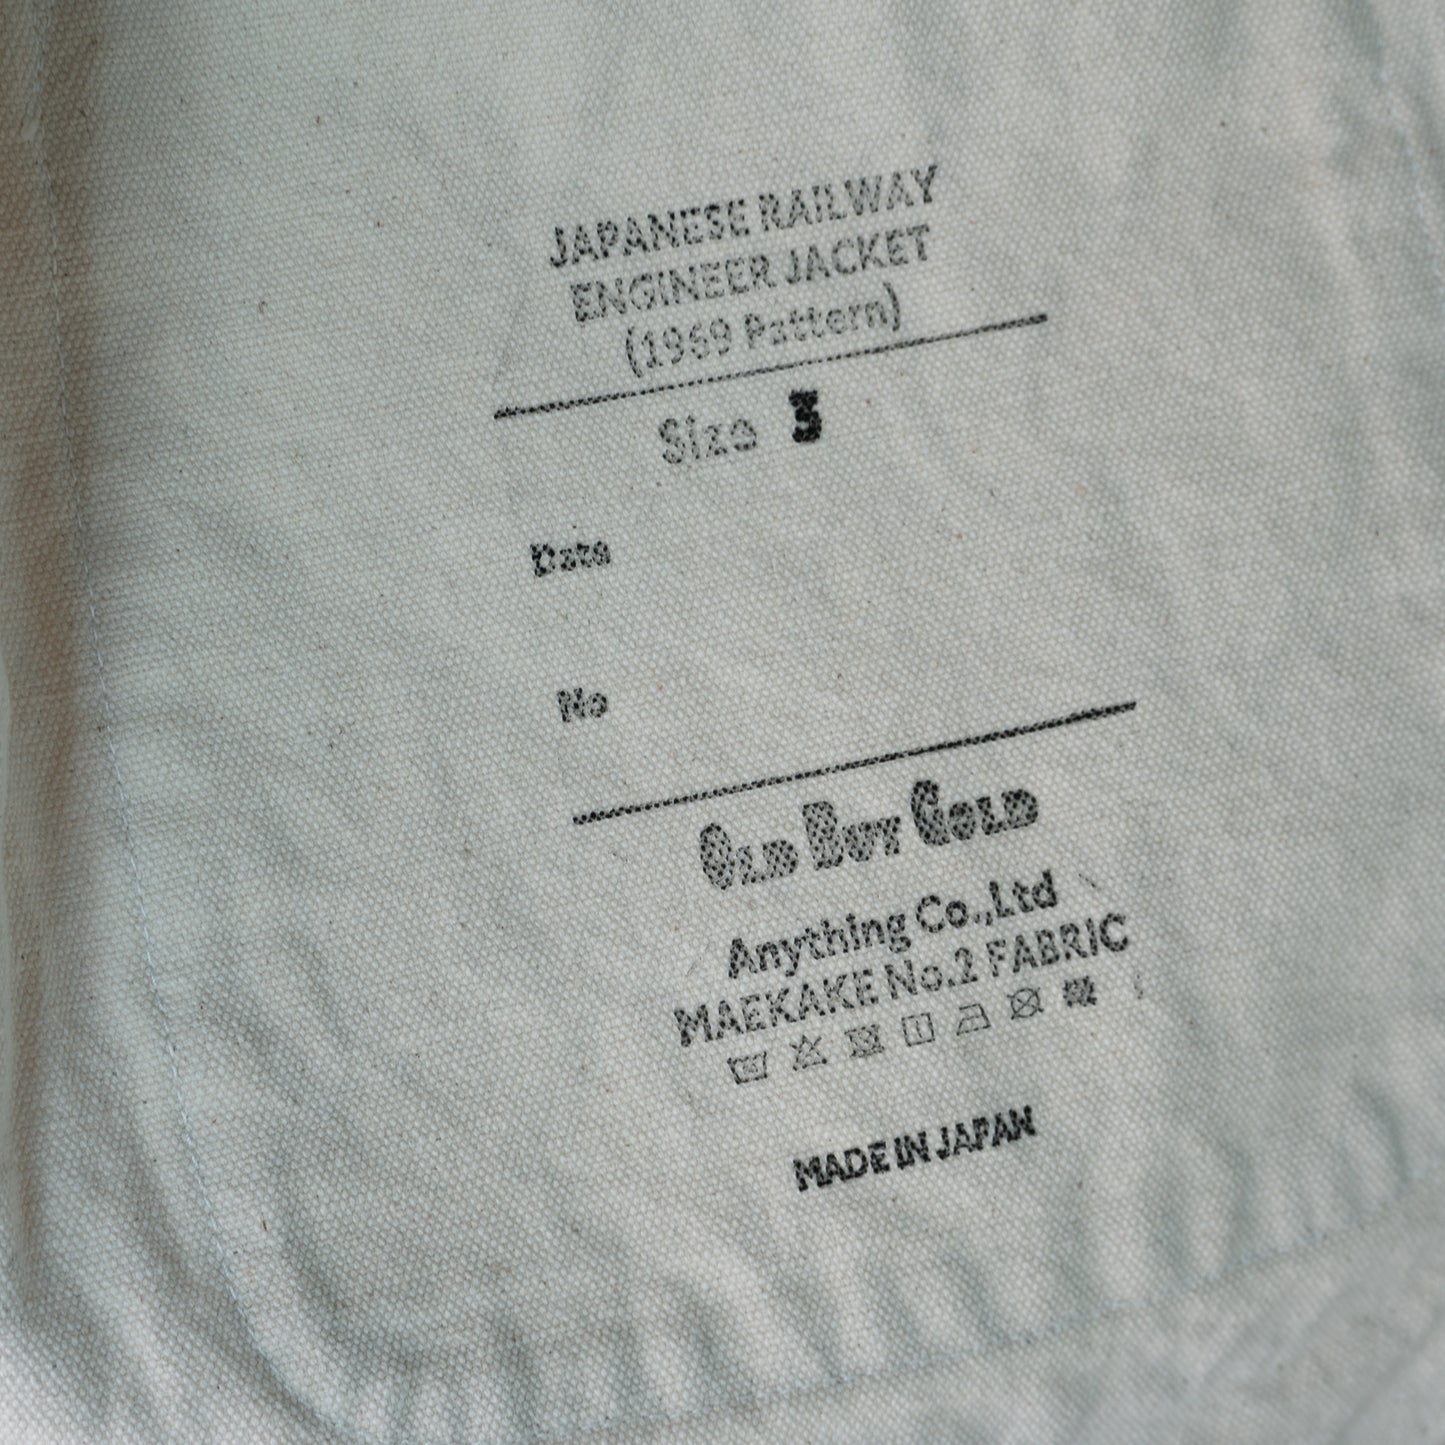 JAPANESE RAILWAY
ENGINEER JACKET
(1969 Pattern)
Size 3
Date
No
OLD BUT GOLD
Anything Co.,Ltd
MAEKAKE No.2 FABRIC
MADE IN JAPAN